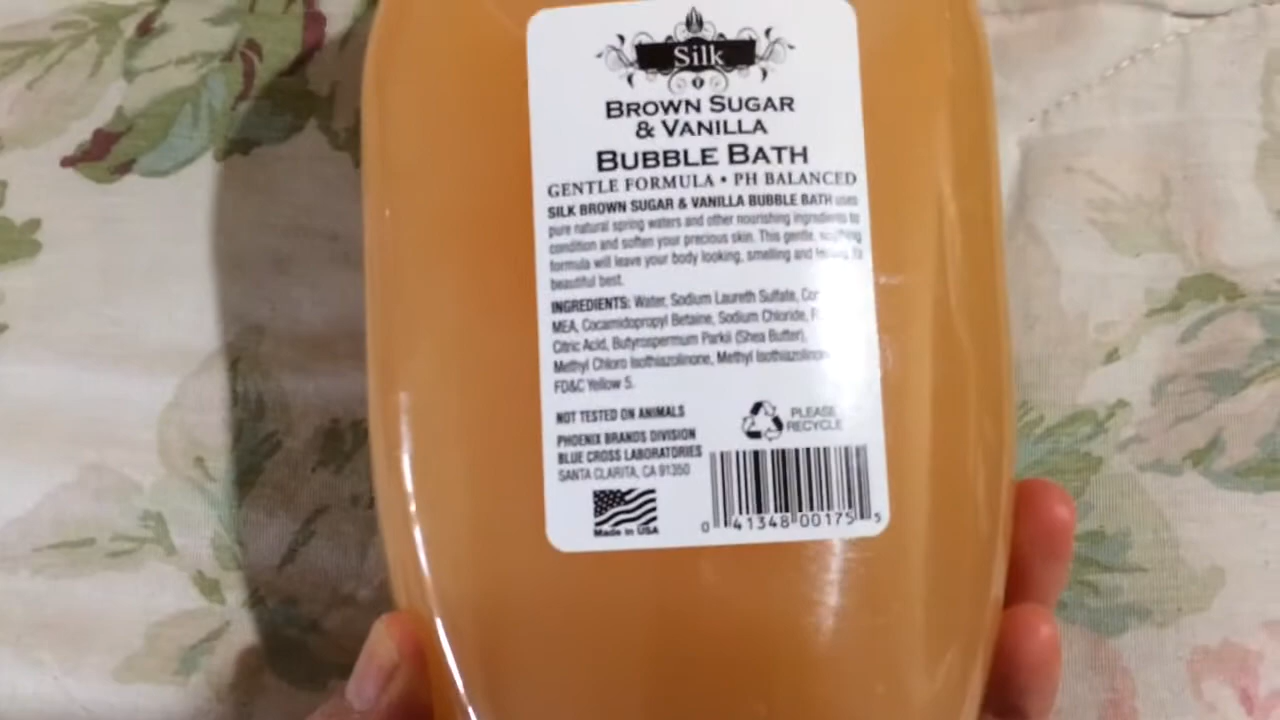 Silk
BROWN SUGAR
& VANILLA
BUBBLE BATH
GENTLE FORMULA • PH BALANCED
SILK BROWN SUGAR & VANILLA BUBBLE BATH uses
pure natural spring waters and other nourishing ingredients to
condition and soften your precious skin. This gentle, soothing
formula will leave your body looking, smelling and
beautiful best.
INGREDIENTS: Water, Sodium Laureth Sulfate,
MEA, Cocamidopropyl Betaine, Sodium Chloride,
Citric Acid, Butyrospermum Parkii (Shea Butter),
Methyl Chloro Isothiazolinone, Methyl Isothiazolinone
FD&C Yellow 5.
NOT TESTED ON ANIMALS
PLEASE
RECYCLE
PHOENIX BRANDS DIVISION
BLUE CROSS LABORATORIES
SANTA CLARITA, CA 91350
Made in USA
0 41348 00175 5